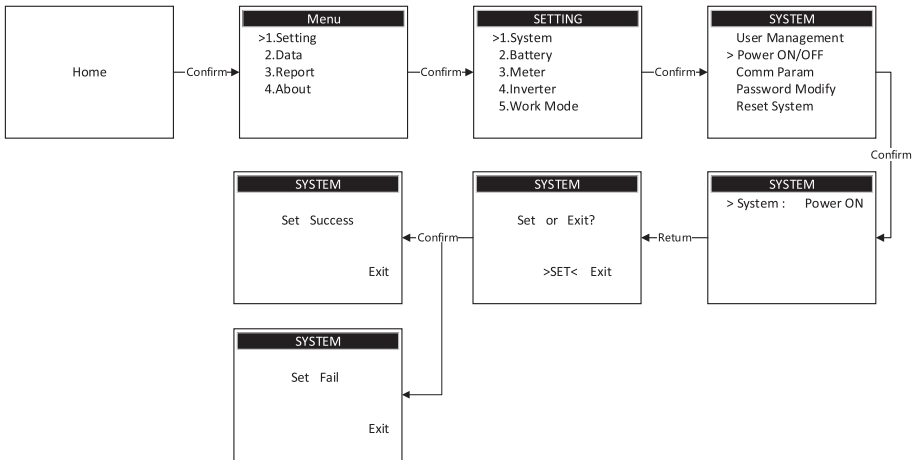 Home
Confirm
Menu
>1.Setting
2.Data
3.Report
4.About
Confirm
SETTING
>1.System
2.Battery
3.Meter
4.Inverter
5.Work Mode
Confirm
SYSTEM
User Management
> Power ON/OFF
Comm Param
Password Modify
Reset System
Confirm
SYSTEM
> System : Power ON
Return
SYSTEM
Set or Exit?
>SET< Exit
Confirm
SYSTEM
Set Success
Exit
SYSTEM
Set Fail
Exit